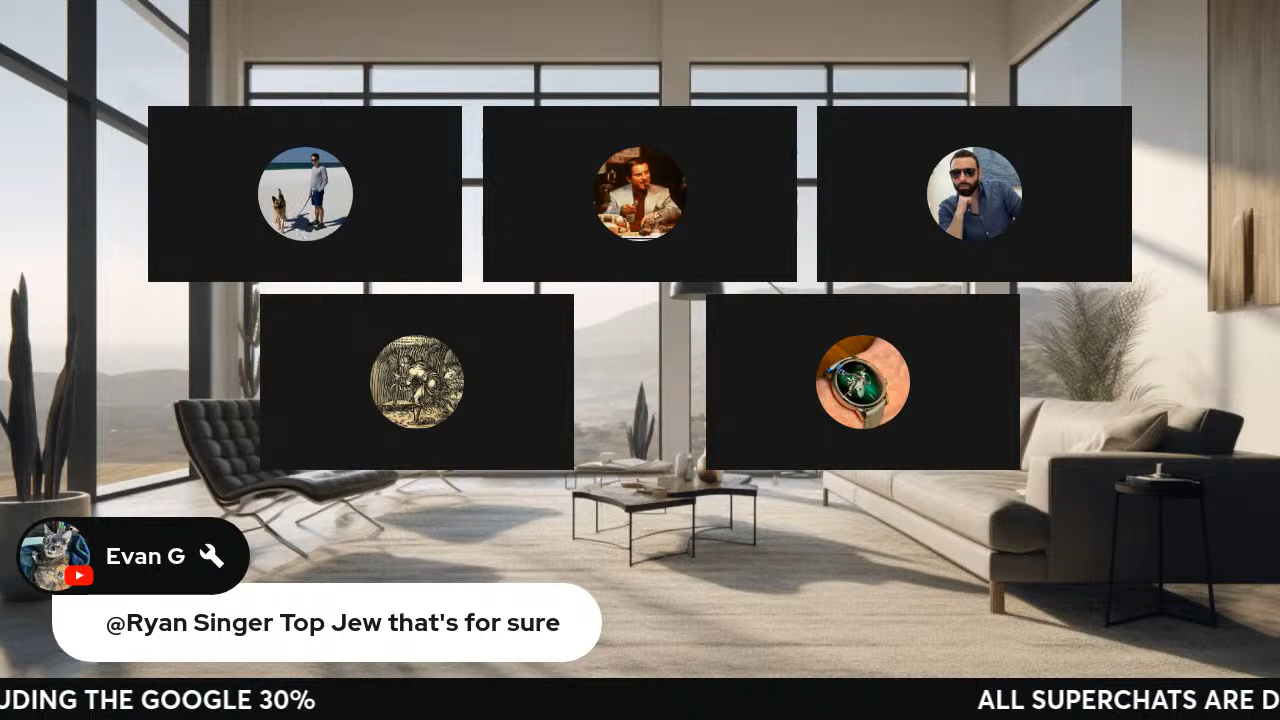 Evan G
@Ryan Singer Top Jew that's for sure
UDING THE GOOGLE 30%
ALL SUPERCHATS ARE D